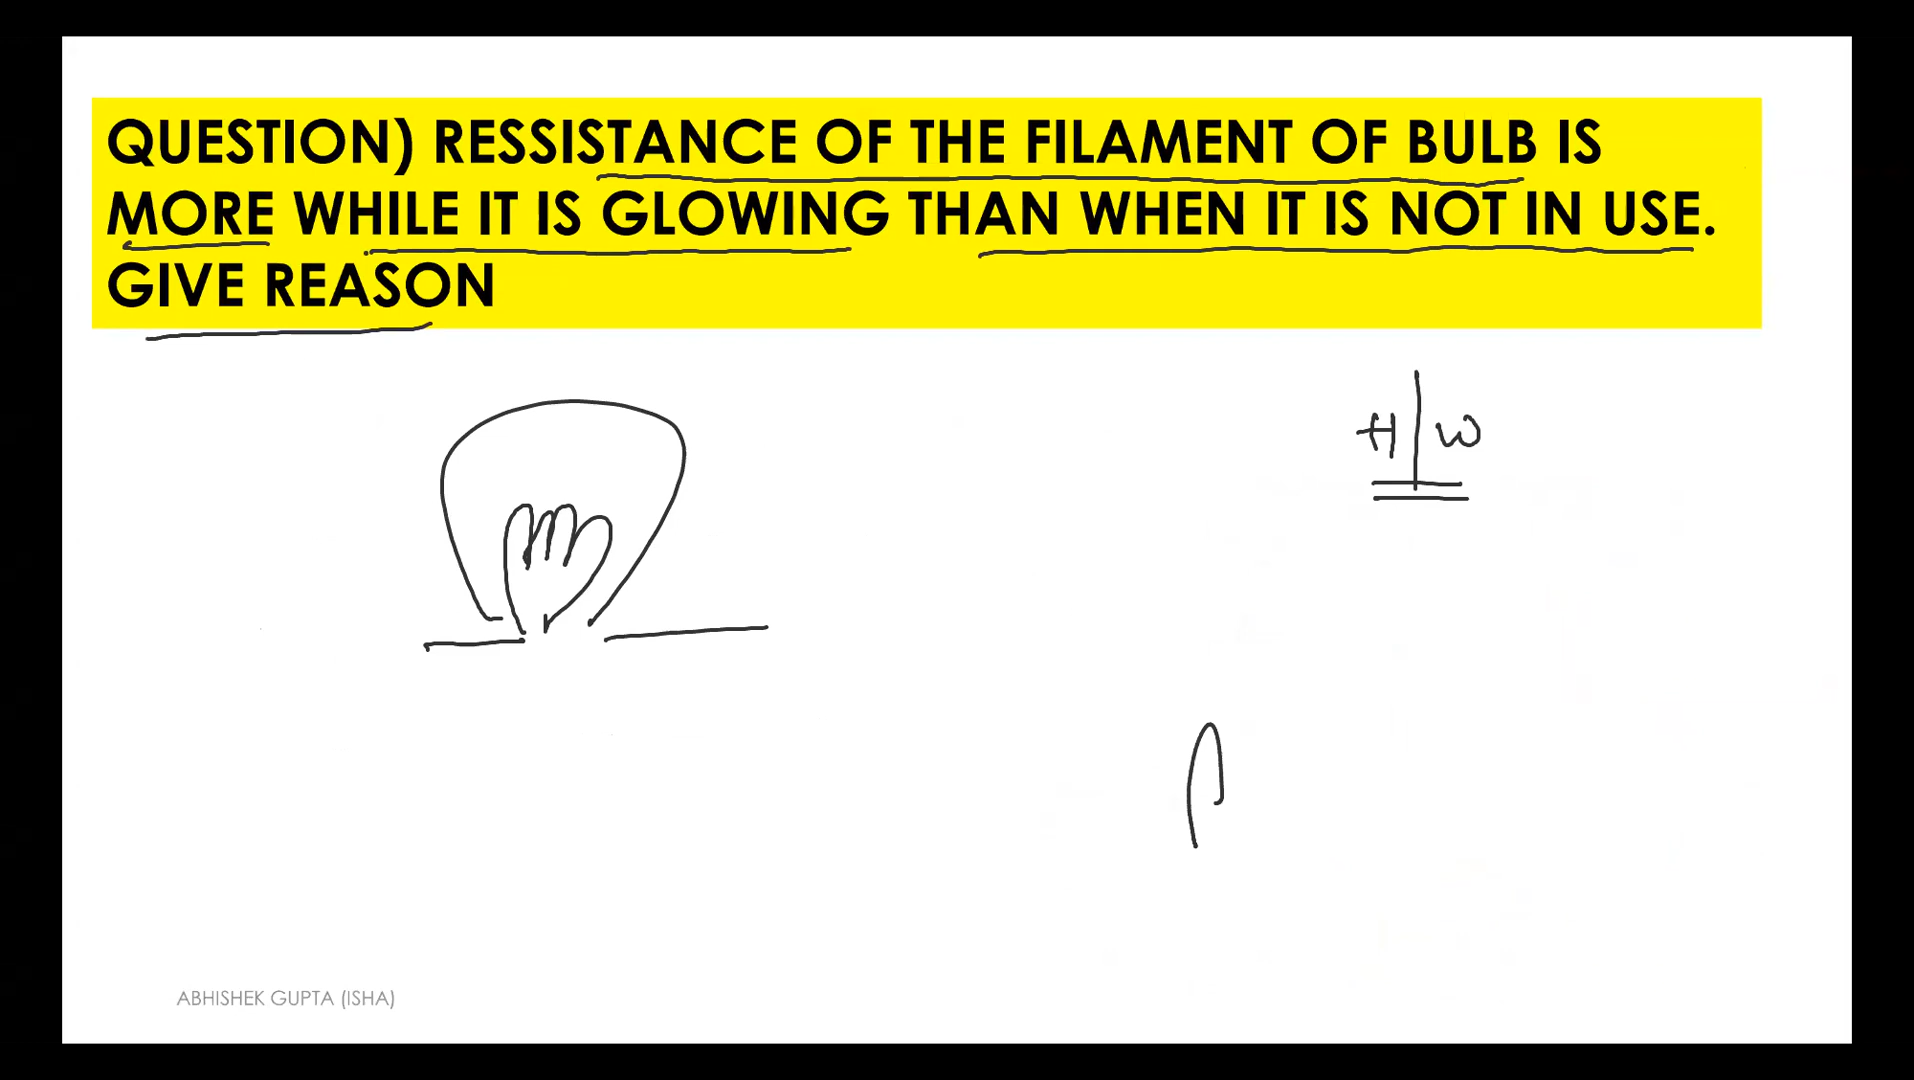 QUESTION) RESSISTANCE OF THE FILAMENT OF BULB IS
MORE WHILE IT IS GLOWING THAN WHEN IT IS NOT IN USE.
GIVE REASON
H|W
ABHISHEK GUPTA (ISHA)